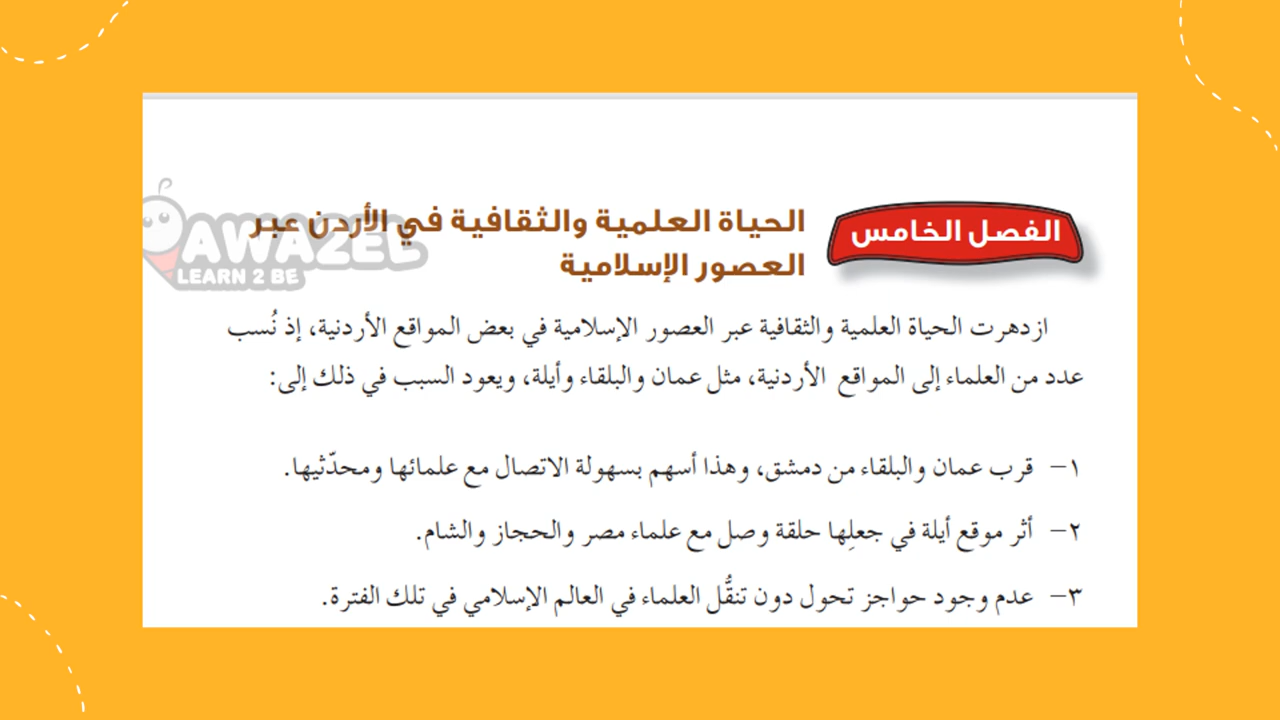 الفصل الخامس
الحياة العلمية والثقافية في الأردن عبر
العصور الإسلامية
AWAZEL
LEARN 2 BE
ازدهرت الحياة العلمية والثقافية عبر العصور الإسلامية في بعض المواقع الأردنية، إذ نُسب
عدد من العلماء إلى المواقع الأردنية، مثل عمان والبلقاء وأيلة، ويعود السبب في ذلك إلى:
١- قرب عمان والبلقاء من دمشق، وهذا أسهم بسهولة الاتصال مع علمائها ومحدّثيها.
٢- أثر موقع أيلة في جعلِها حلقة وصل مع علماء مصر والحجاز والشام.
٣- عدم وجود حواجز تحول دون تنقُّل العلماء في العالم الإسلامي في تلك الفترة.